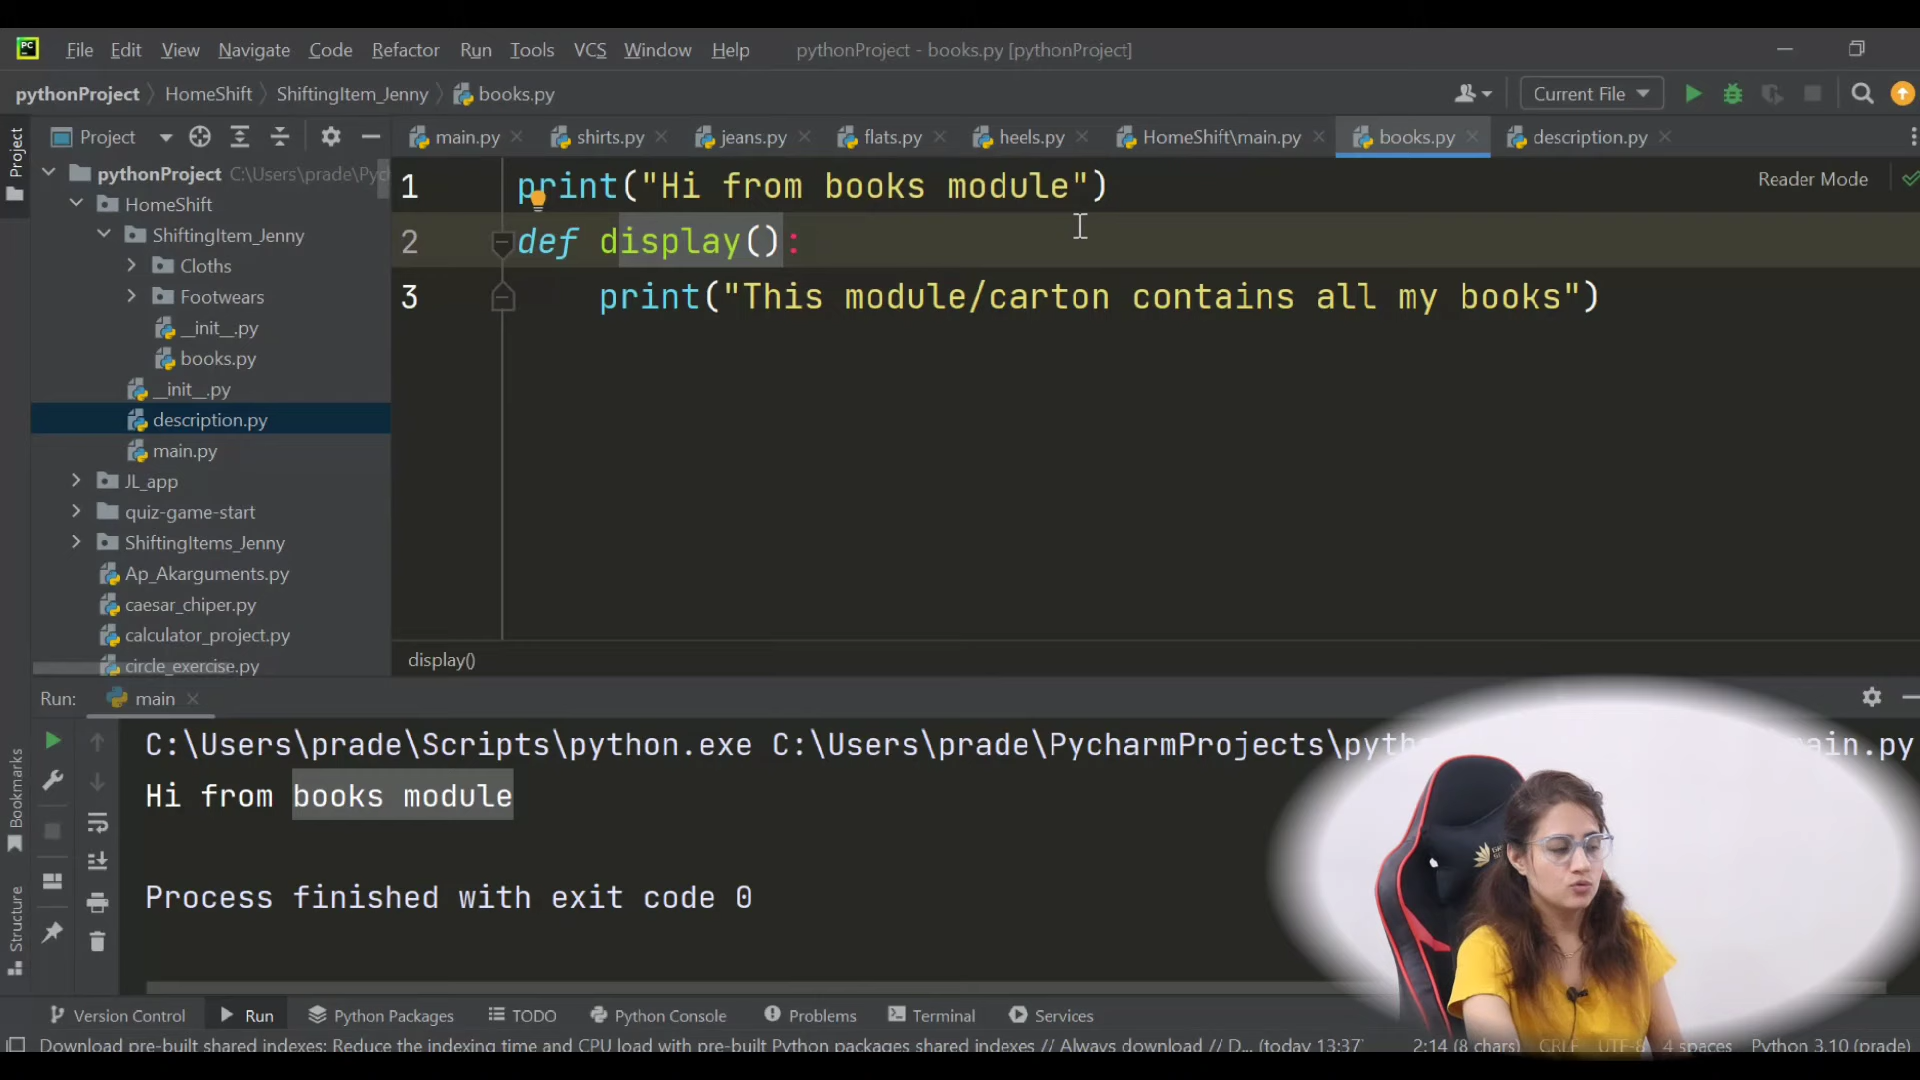 PC File Edit View Navigate Code Refactor Run Tools VCS Window Help pythonProject - books.py [pythonProject]
pythonProject HomeShift ShiftingItem_Jenny books.py Current File
Project main.py shirts.py jeans.py flats.py heels.py HomeShift\main.py books.py description.py
Project
pythonProject C:\Users\prade\Pyc
HomeShift
ShiftingItem_Jenny
Cloths
Footwears
__init__.py
books.py
__init__.py
description.py
main.py
JL_app
quiz-game-start
ShiftingItems_Jenny
Ap_Akarguments.py
caesar_chiper.py
calculator_project.py
circle_exercise.py
1 print("Hi from books module")
Reader Mode
2 def display():
3 print("This module/carton contains all my books")
display()
Run: main
C:\Users\prade\Scripts\python.exe C:\Users\prade\PycharmProjects\pyth main.py
Hi from books module
Process finished with exit code 0
Bookmarks
Structure
Version Control Run Python Packages TODO Python Console Problems Terminal Services
Download pre-built shared indexes: Reduce the indexing time and CPU load with pre-built Python packages shared indexes // Always download // D... (today 13:37) 2:14 (8 chars) CRLF UTF-8 4 spaces Python 3.10 (prade)